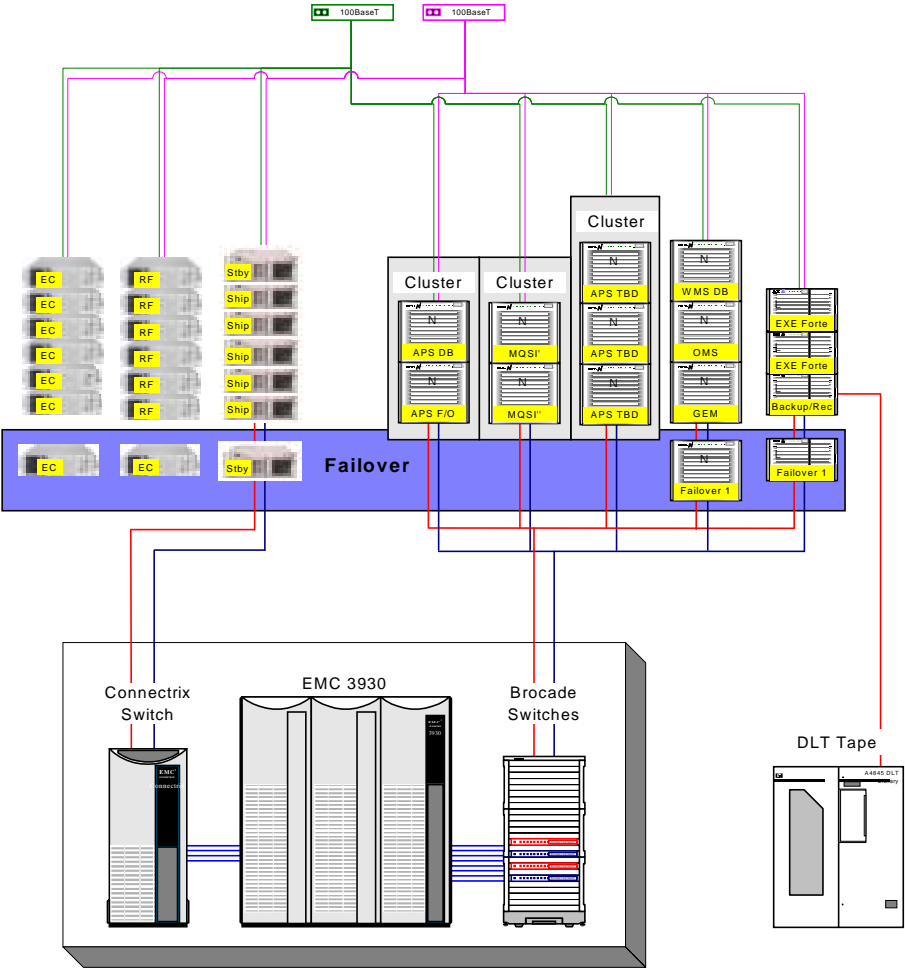 100BaseT
100BaseT
Cluster
Cluster
Cluster
EC
EC
EC
EC
EC
EC
RF
RF
RF
RF
RF
RF
Stby
Ship
Ship
Ship
Ship
Ship
N
APS DB
N
APS F/O
N
MQSI'
N
MQSI''
N
APS TBD
N
APS TBD
N
APS TBD
N
WMS DB
N
OMS
N
GEM
EXE Forte
EXE Forte
Backup/Rec
EC
EC
Stby
Failover
N
Failover 1
Failover 1
Connectrix
Switch
EMC 3930
Brocade
Switches
DLT Tape
EMC²
Connectrix
3930
A4845 DLT